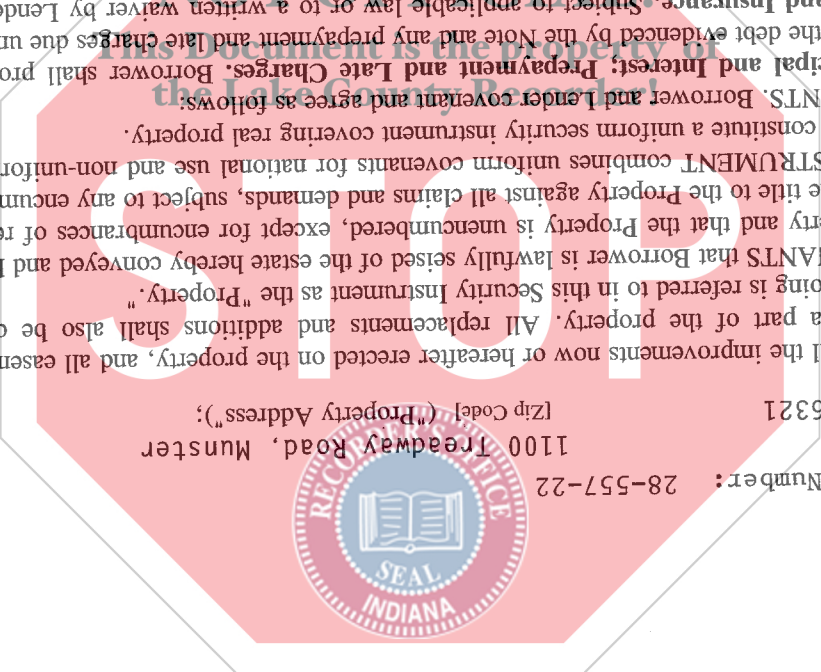 Number: 28-557-22
1100 Treadway Road, Munster
6321 [Zip Code] ("Property Address");
ll the improvements now or hereafter erected on the property, and all easem
a part of the property. All replacements and additions shall also be
oing is referred to in this Security Instrument as the "Property."
ANTS that Borrower is lawfully seised of the estate hereby conveyed and
erty and that the Property is unencumbered, except for encumbrances of re
e title to the Property against all claims and demands, subject to any encum
STRUMENT combines uniform covenants for national use and non-unifor
constitute a uniform security instrument covering real property.
NTS. Borrower and Lender covenant and agree as follows:
cipal and Interest; Prepayment and Late Charges. Borrower shall pro
the debt evidenced by the Note and any prepayment and late charges due un
and Insurance. Subject to applicable law or to a written waiver by Lende
This Document is the property of
the Lake County Recorder!
STOP
RECORDER'S OFFICE
SEAL
INDIANA